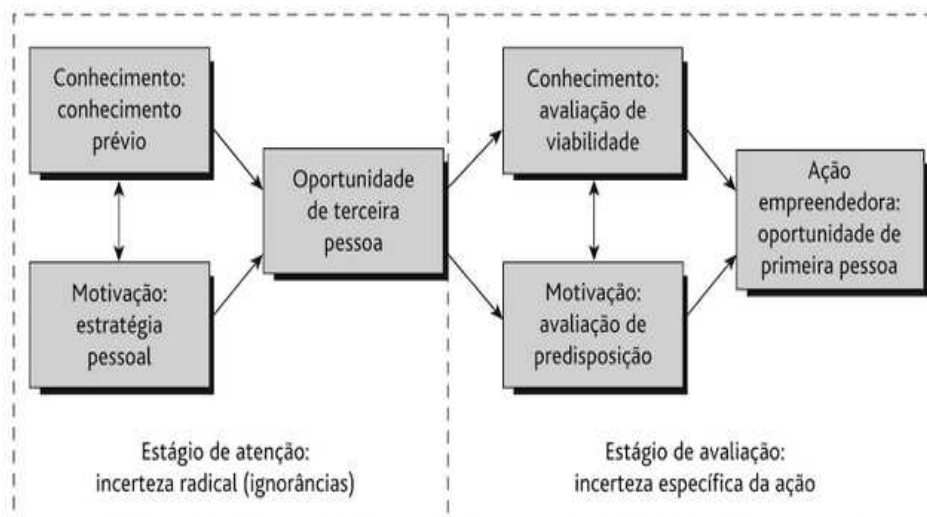 Conhecimento:
conhecimento
prévio
Motivação:
estratégia
pessoal
Oportunidade
de terceira
pessoa
Estágio de atenção:
incerteza radical (ignorâncias)
Conhecimento:
avaliação de
viabilidade
Motivação:
avaliação de
predisposição
Ação
empreendedora:
oportunidade de
primeira pessoa
Estágio de avaliação:
incerteza específica da ação